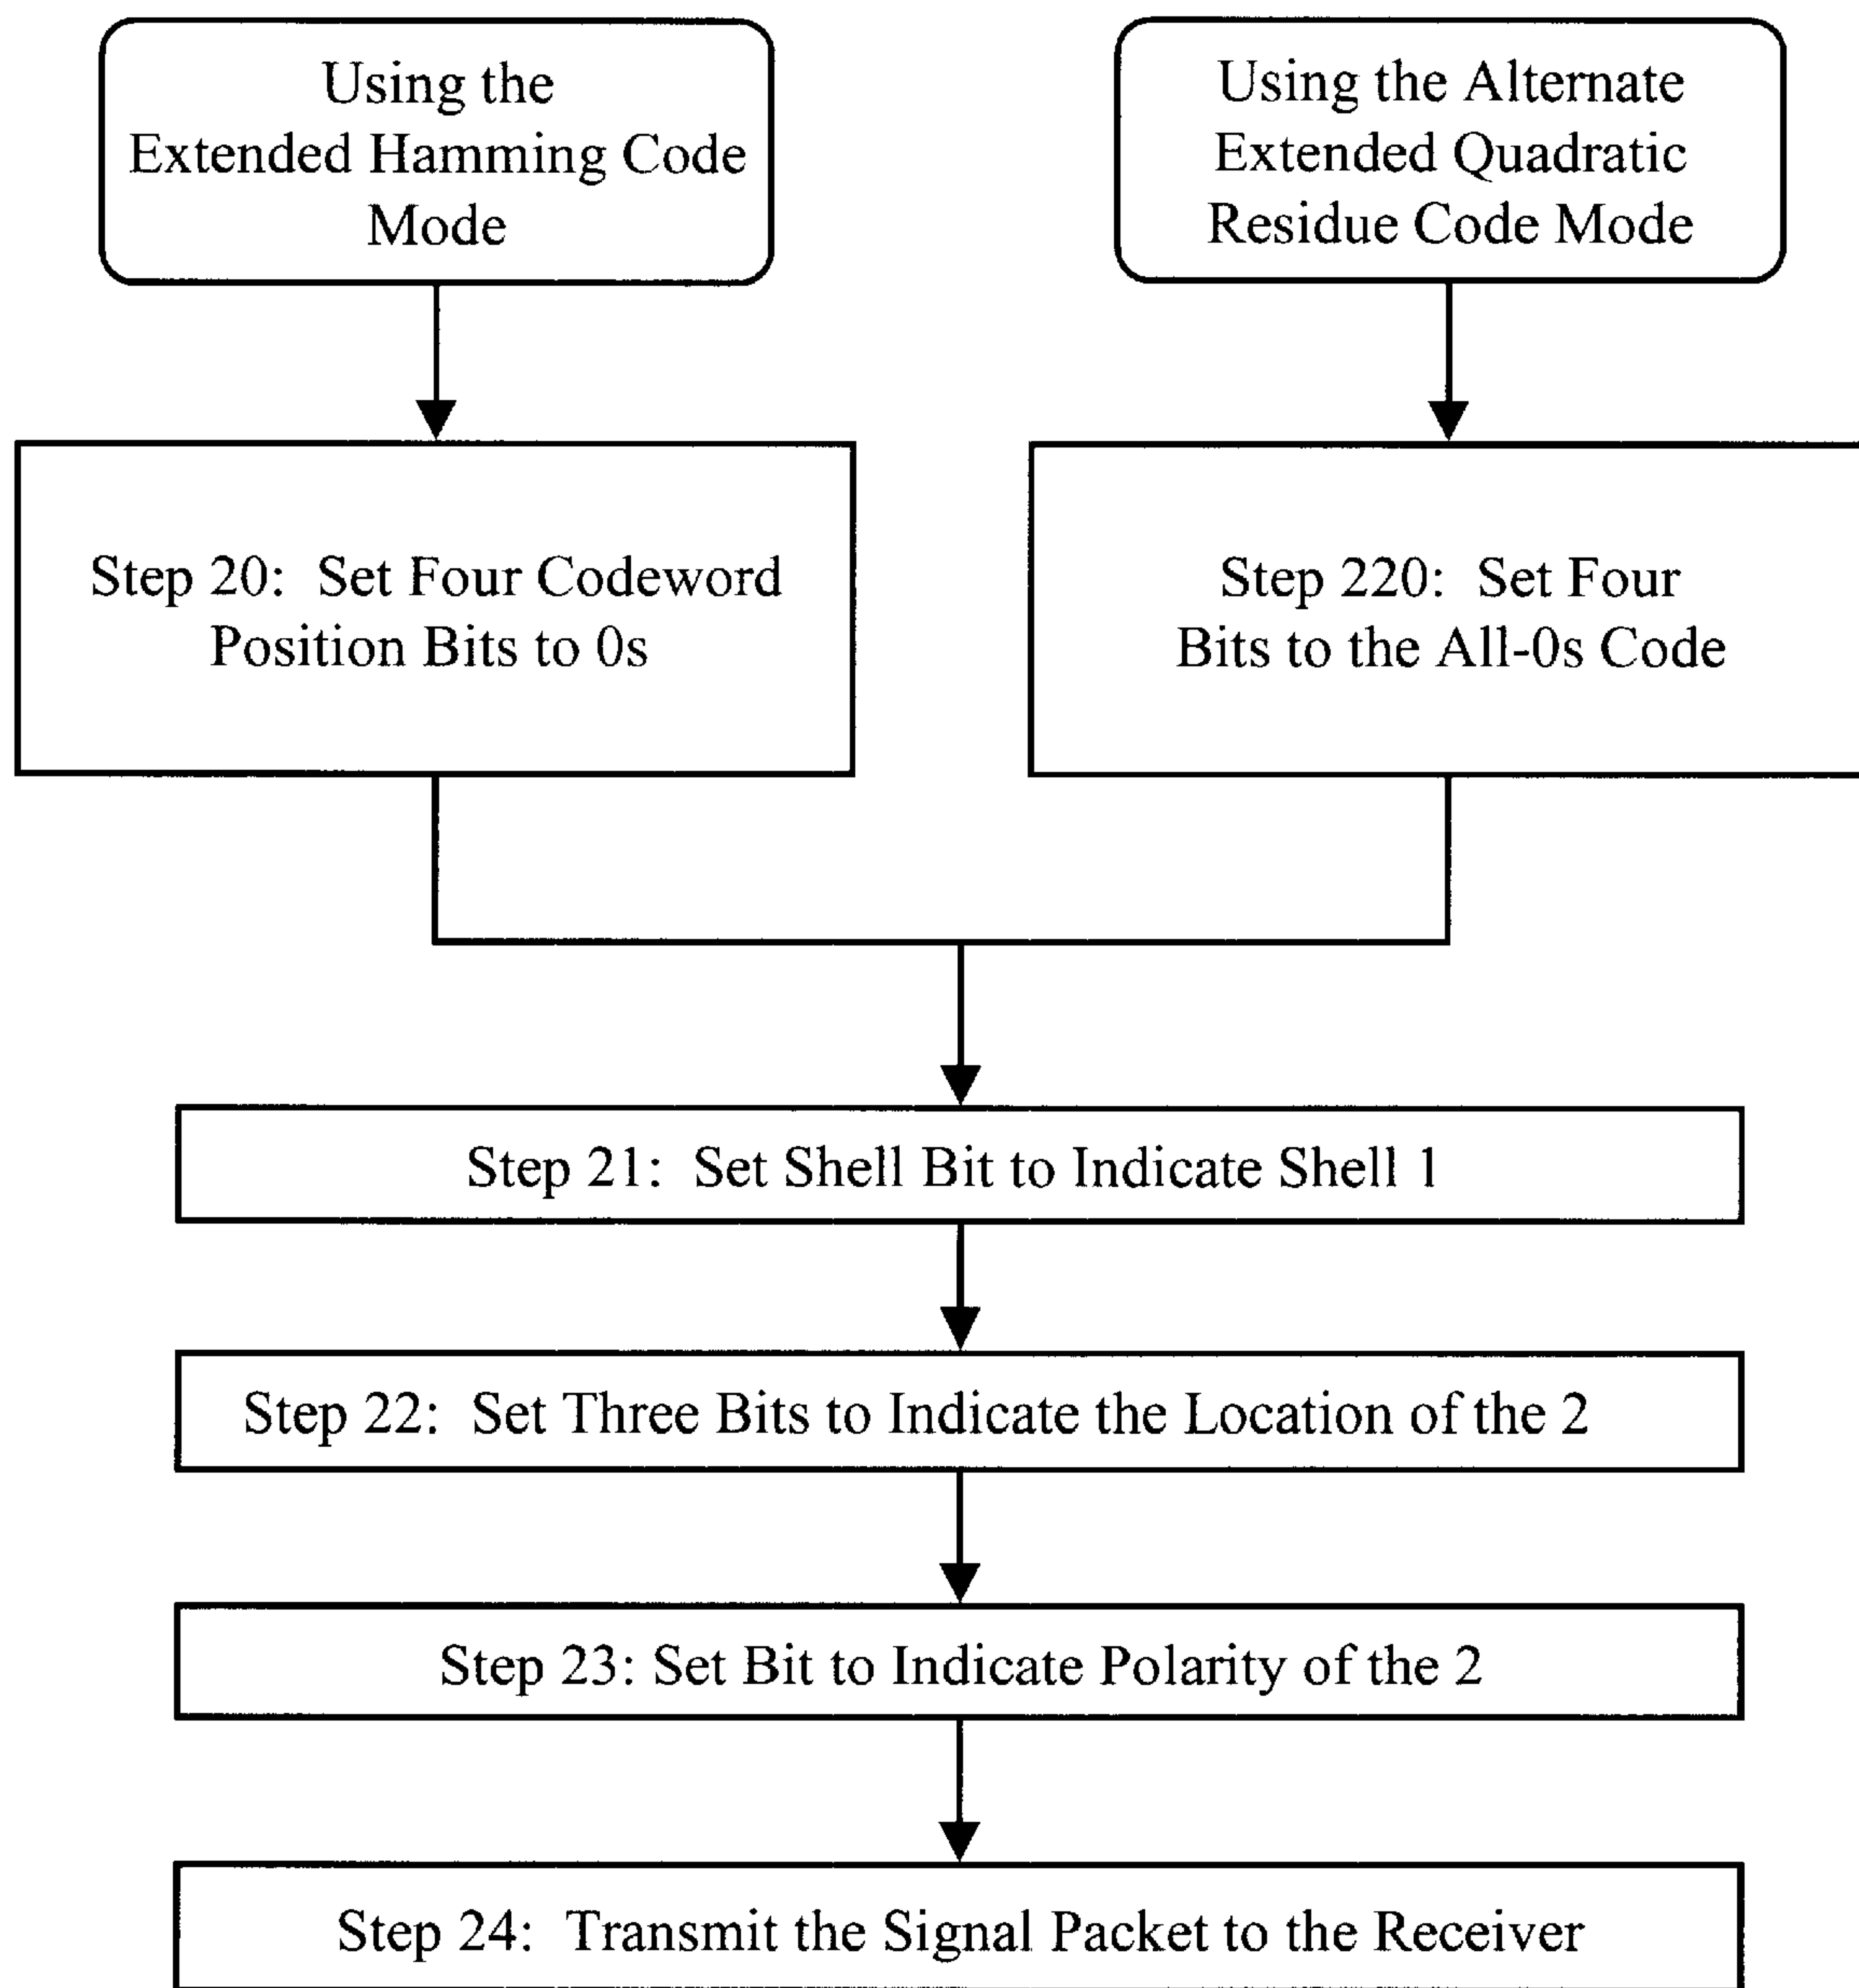 Using the
Extended Hamming Code
Mode
Using the Alternate
Extended Quadratic
Residue Code Mode
Step 20: Set Four Codeword
Position Bits to 0s
Step 220: Set Four
Bits to the All-0s Code
Step 21: Set Shell Bit to Indicate Shell 1
Step 22: Set Three Bits to Indicate the Location of the 2
Step 23: Set Bit to Indicate Polarity of the 2
Step 24: Transmit the Signal Packet to the Receiver